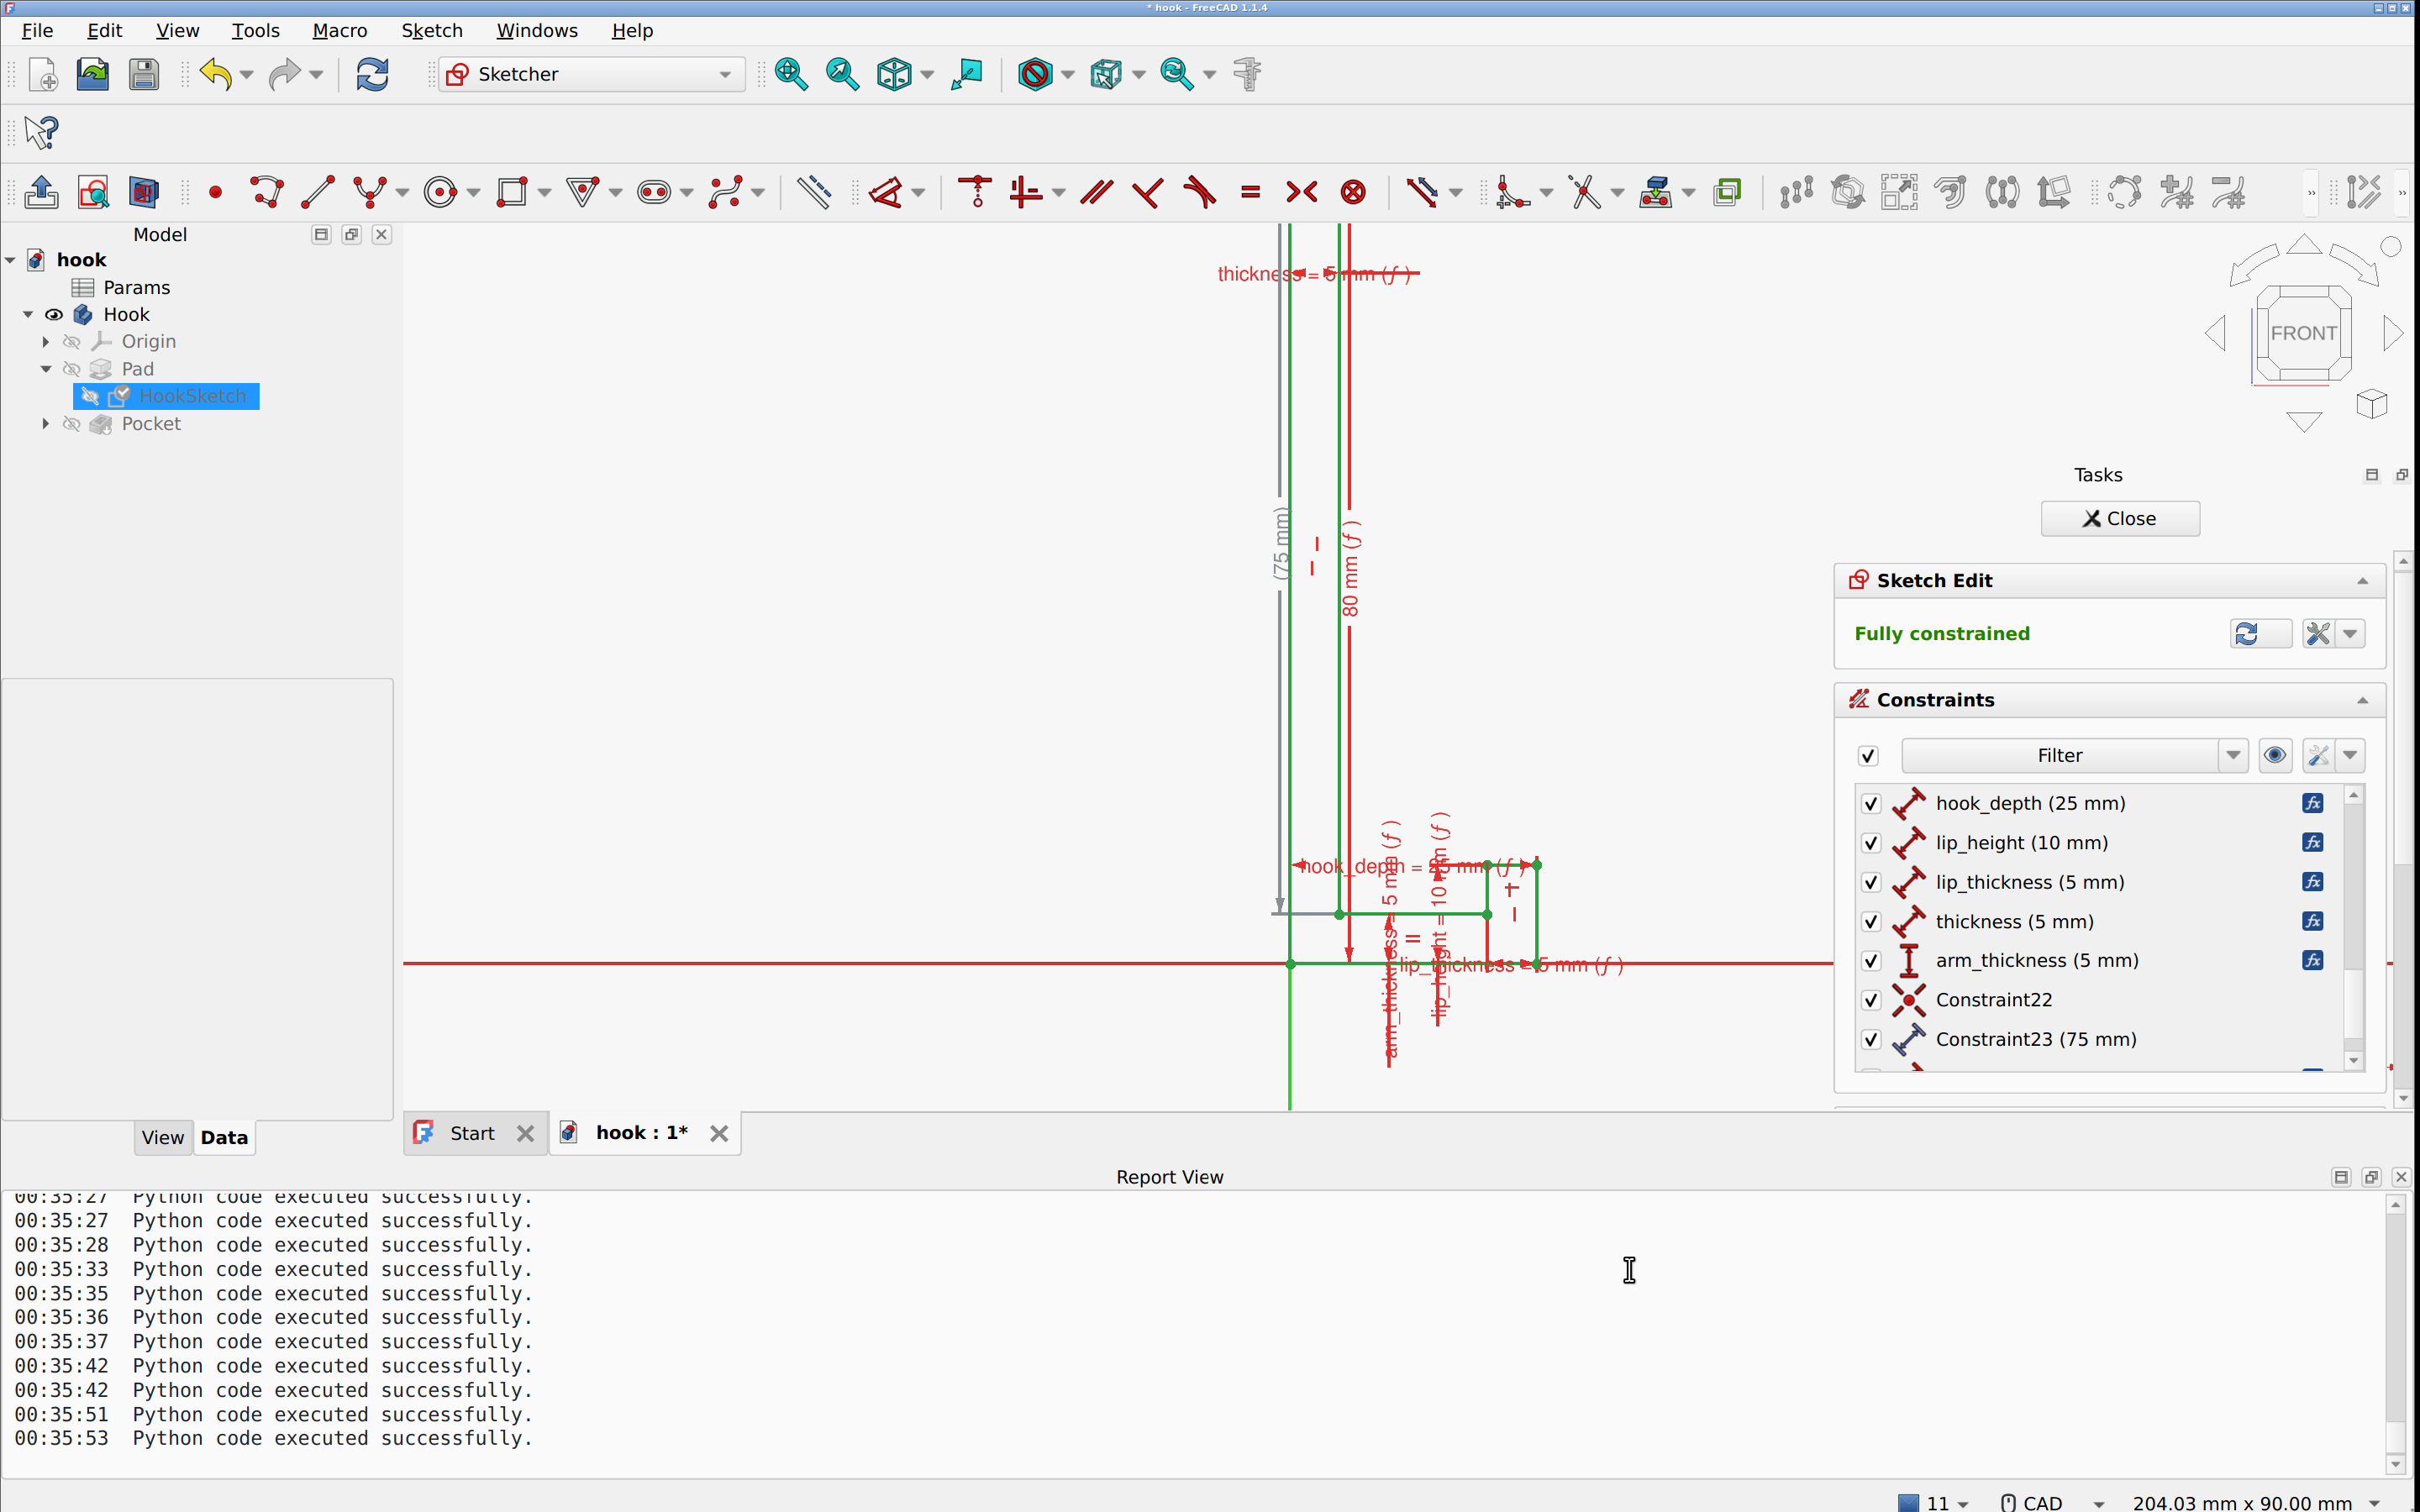 * hook - FreeCAD 1.1.4
File Edit View Tools Macro Sketch Windows Help
Sketcher
Model
hook
Params
Hook
Origin
Pad
HookSketch
Pocket
View Data
thickness = 5 mm (ƒ)
(75 mm)
80 mm (ƒ)
hook_depth = 25 mm (ƒ)
arm_thickness = 5 mm (ƒ)
lip_height = 10 mm (ƒ)
lip_thickness = 5 mm (ƒ)
FRONT
Tasks
Close
Sketch Edit
Fully constrained
Constraints
Filter
hook_depth (25 mm)
lip_height (10 mm)
lip_thickness (5 mm)
thickness (5 mm)
arm_thickness (5 mm)
Constraint22
Constraint23 (75 mm)
Start
hook : 1*
Report View
00:35:27 Python code executed successfully.
00:35:27 Python code executed successfully.
00:35:28 Python code executed successfully.
00:35:33 Python code executed successfully.
00:35:35 Python code executed successfully.
00:35:36 Python code executed successfully.
00:35:37 Python code executed successfully.
00:35:42 Python code executed successfully.
00:35:42 Python code executed successfully.
00:35:51 Python code executed successfully.
00:35:53 Python code executed successfully.
11 CAD 204.03 mm x 90.00 mm